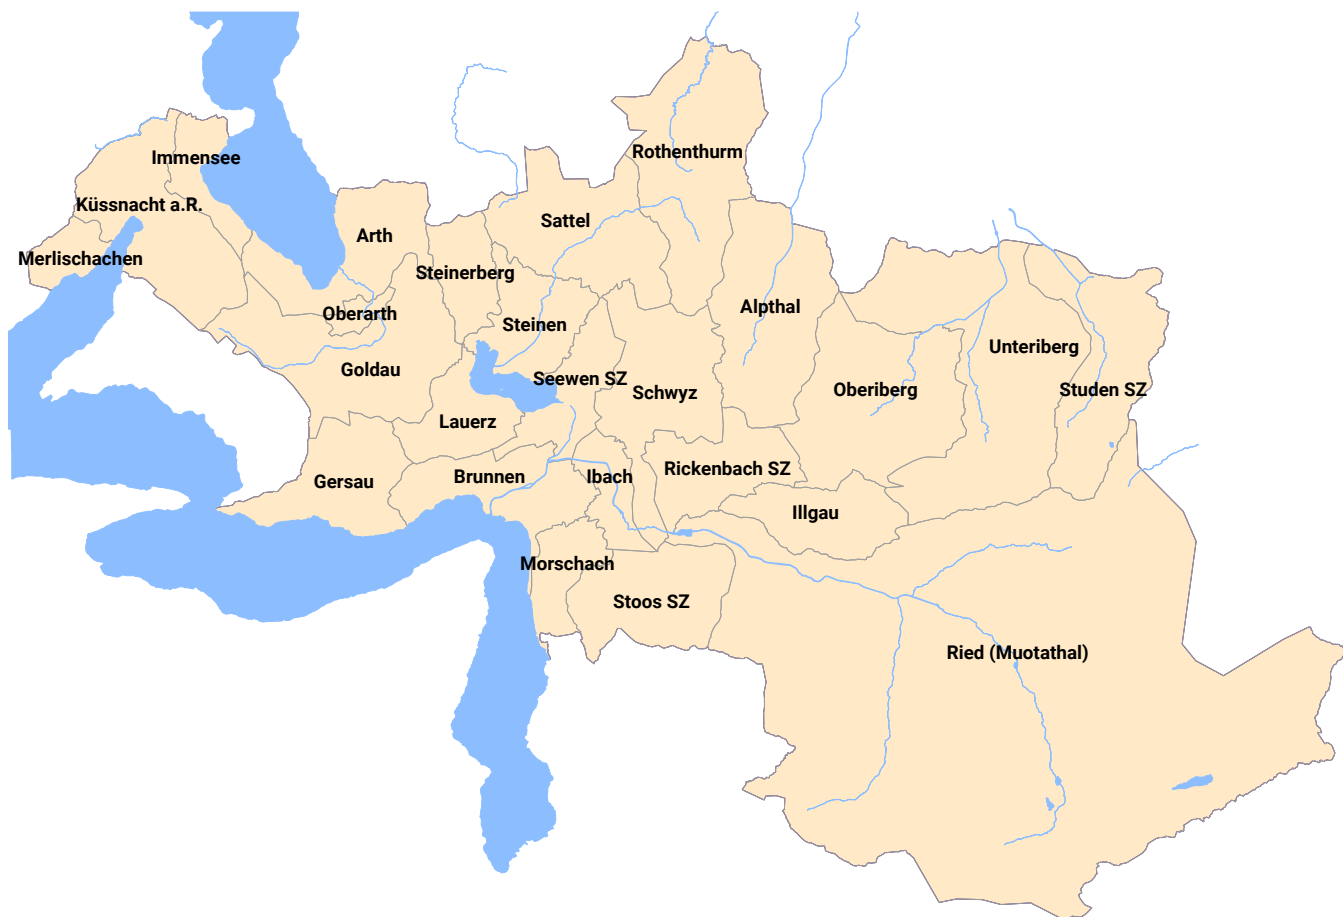 Rothenthurm
Immensee
Küssnacht a.R.
Sattel
Arth
Merlischachen
Steinerberg
Alpthal
Oberarth
Steinen
Unteriberg
Goldau
Seewen SZ
Schwyz
Oberiberg
Studen SZ
Lauerz
Rickenbach SZ
Brunnen
Ibach
Gersau
Illgau
Morschach
Stoos SZ
Ried (Muotathal)